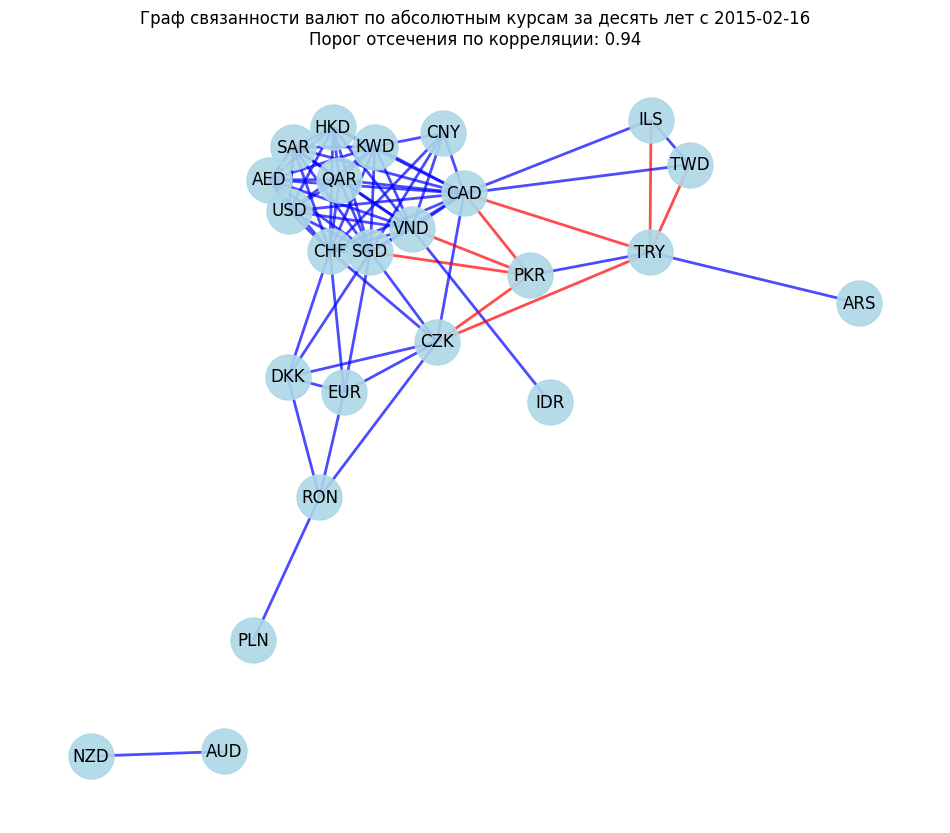 Граф связанности валют по абсолютным курсам за десять лет с 2015-02-16
Порог отсечения по корреляции: 0.94
HKD
CNY
ILS
SAR
KWD
TWD
AED
QAR
CAD
USD
VND
CHF
SGD
TRY
PKR
ARS
CZK
DKK
EUR
IDR
RON
PLN
NZD
AUD